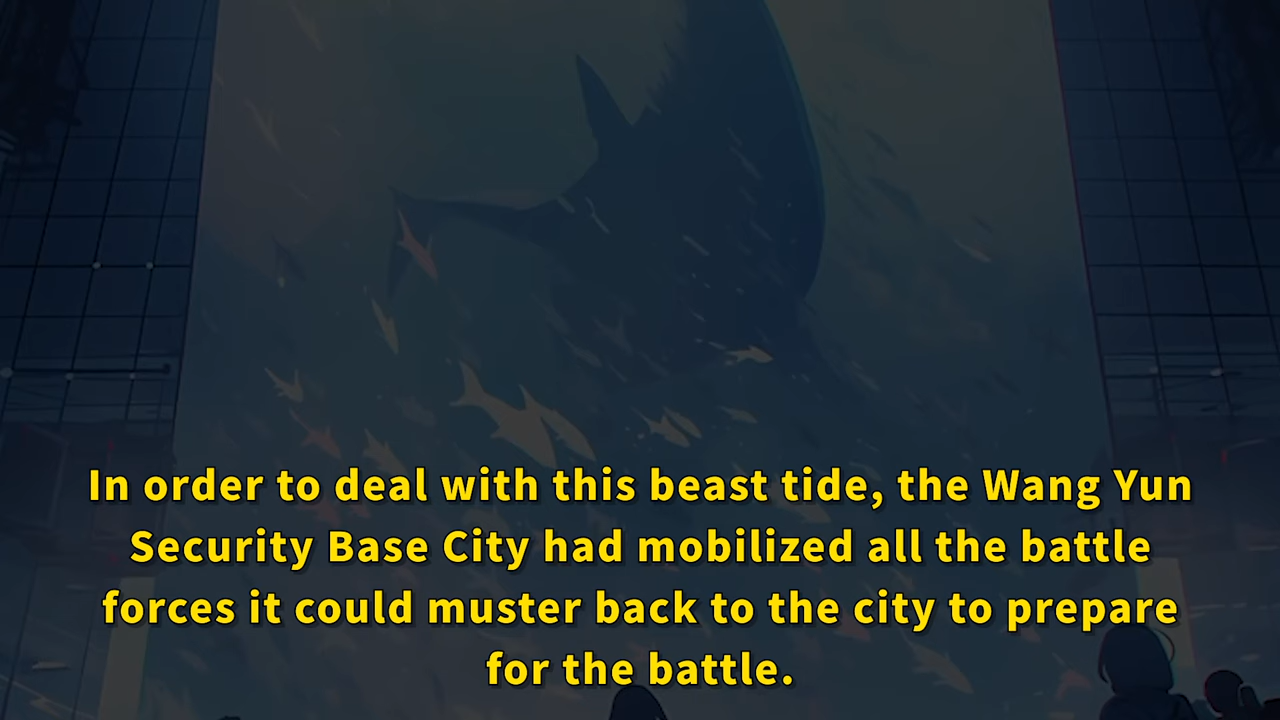 In order to deal with this beast tide, the Wang Yun
Security Base City had mobilized all the battle
forces it could muster back to the city to prepare
for the battle.